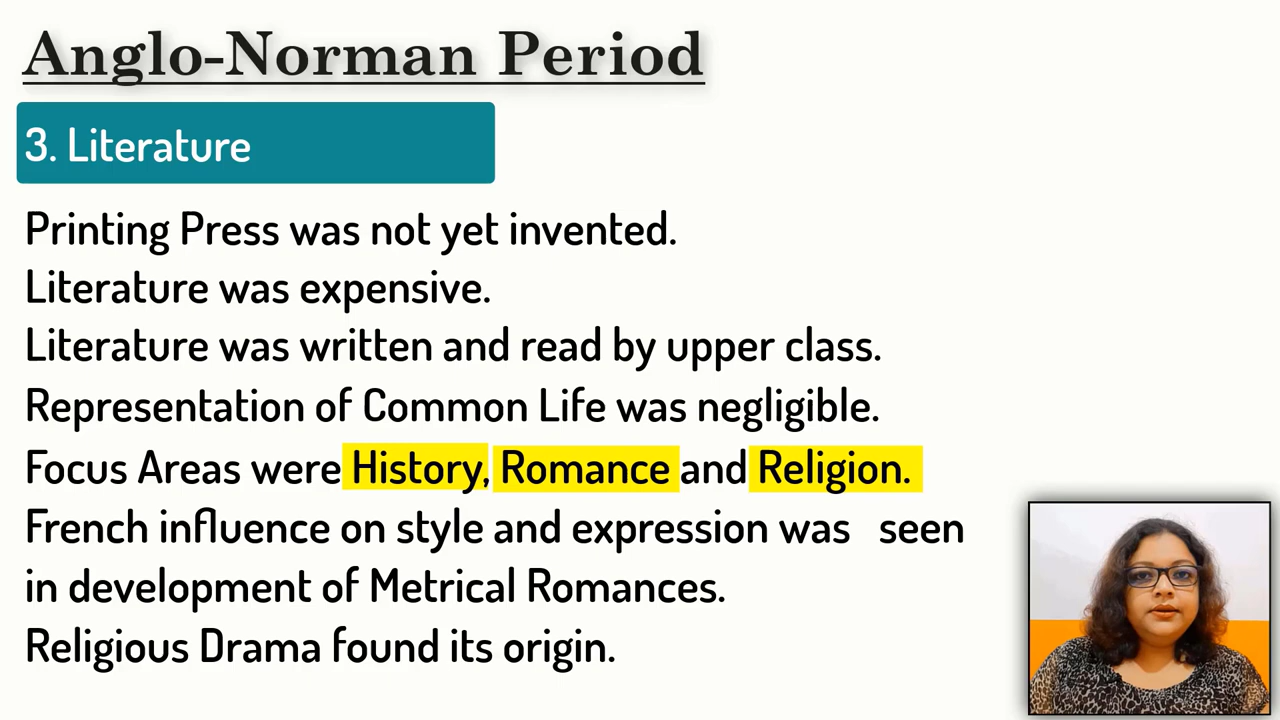 Anglo-Norman Period
3. Literature
Printing Press was not yet invented.
Literature was expensive.
Literature was written and read by upper class.
Representation of Common Life was negligible.
Focus Areas were History, Romance and Religion.
French influence on style and expression was seen
in development of Metrical Romances.
Religious Drama found its origin.